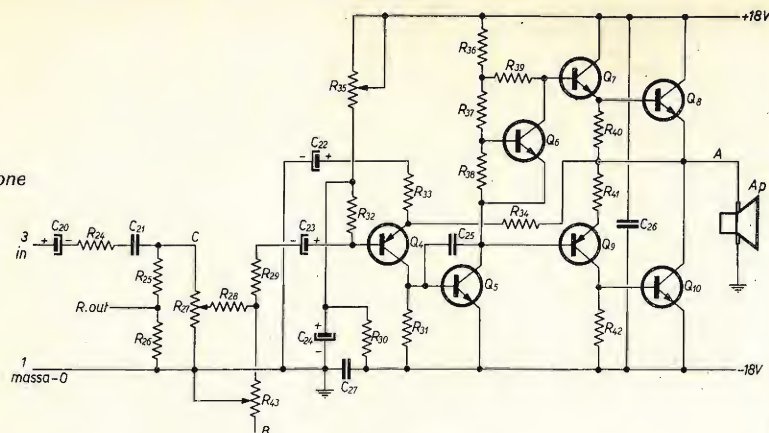 +18V
R36
R39
Q7
R35
R37
Q8
Q6
C22
R38
R40
A
Ap
one
R33
R41
R32
R34
C26
3
in
C20
R24
C21
C
C23
Q4
C25
Q9
R25
R29
Q5
Q10
R27
R28
R.out
R26
C24
R30
R31
R42
1
massa-0
C27
-18V
R43
B